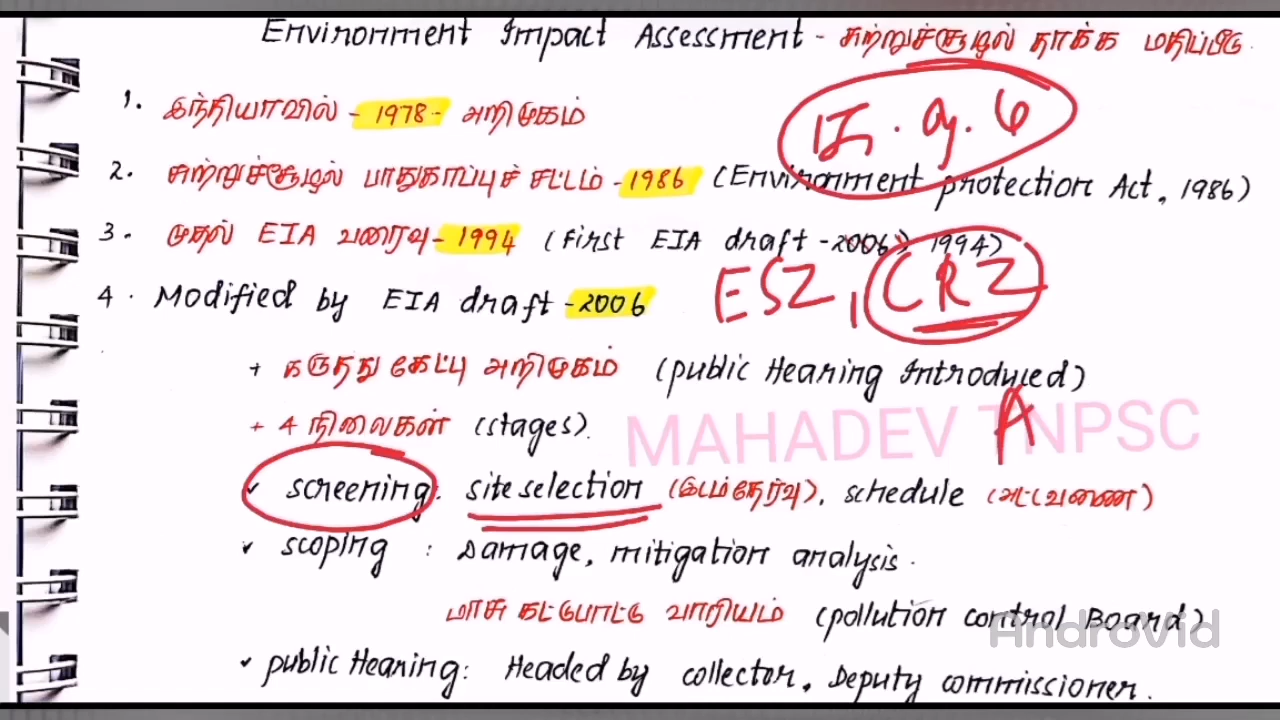 Environment Impact Assessment - சுற்றுச்சூழல் தாக்க மதிப்பீடு
1. இந்தியாவில் - 1978 - அறிமுகம்
2. சுற்றுச்சூழல் பாதுகாப்புச் சட்டம் - 1986 (Environment protection Act, 1986)
3. முதல் EIA வரைவு - 1994 (First EIA draft - 2006) 1994)
ESZ, CRZ
4. Modified by EIA draft - 2006
+ கருத்து கேட்பு அறிமுகம் (public Hearing Introduced)
A
+ 4 நிலைகள் (stages).
MAHADEV TNPSC
✓ screening. site selection (இடம்தேர்வு), schedule (அட்டவணை)
✓ scoping : Damage, mitigation analysis.
மாசு கட்டுபாட்டு வாரியம் (pollution control Board)
AndroVid
✓ public Hearing: Headed by collector, Deputy commissioner.